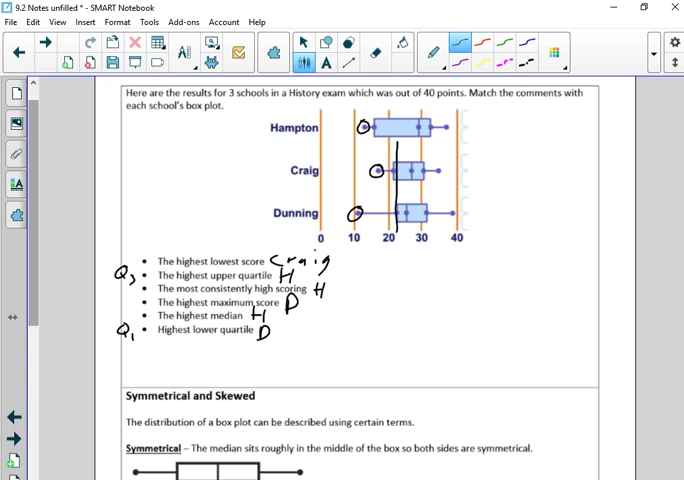 9.2 Notes unfilled * - SMART Notebook
File Edit View Insert Format Tools Add-ons Account Help
Here are the results for 3 schools in a History exam which was out of 40 points. Match the comments with
each school's box plot.
Hampton
Craig
Dunning
0 10 20 30 40
• The highest lowest score Craig
Q3 • The highest upper quartile H
• The most consistently high scoring H
• The highest maximum score D
• The highest median H
Q1 • Highest lower quartile D
Symmetrical and Skewed
The distribution of a box plot can be described using certain terms.
Symmetrical – The median sits roughly in the middle of the box so both sides are symmetrical.